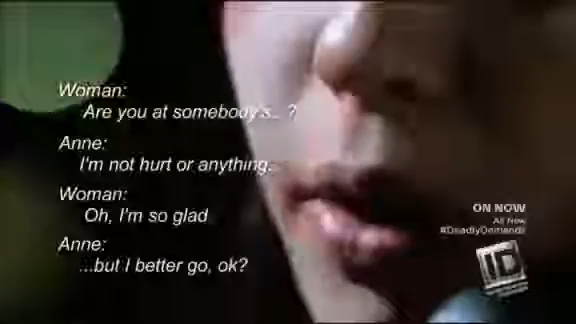 Woman:
Are you at somebody's...?
Anne:
I'm not hurt or anything.
Woman:
Oh, I'm so glad
Anne:
...but I better go, ok?
ON NOW
All New
#DeadlyDemands
ID